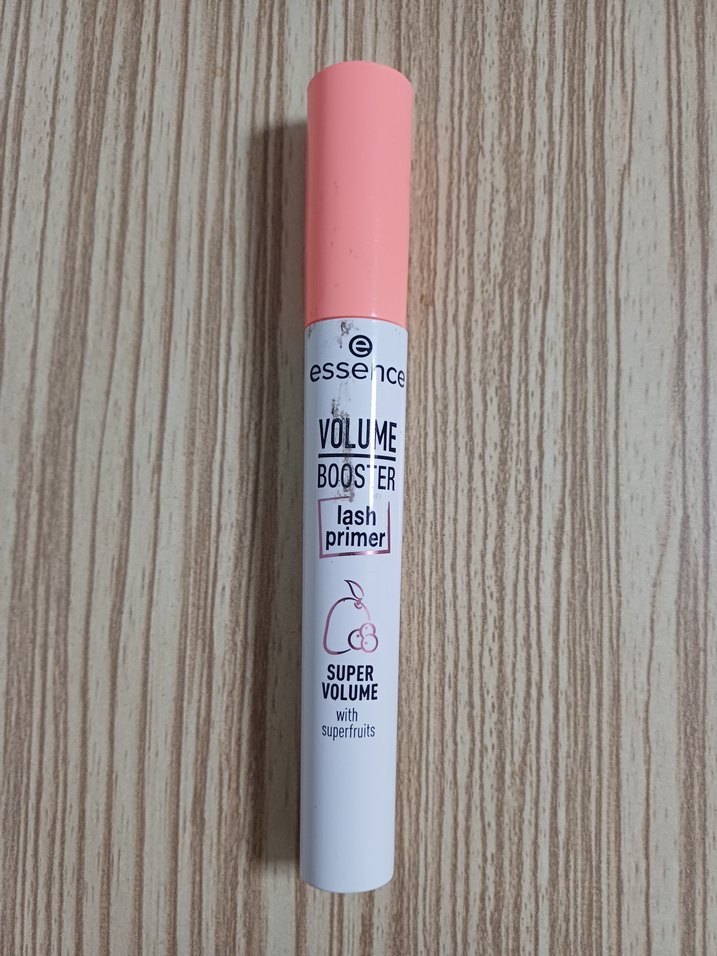 essence
VOLUME
BOOSTER
lash
primer
SUPER
VOLUME
with
superfruits